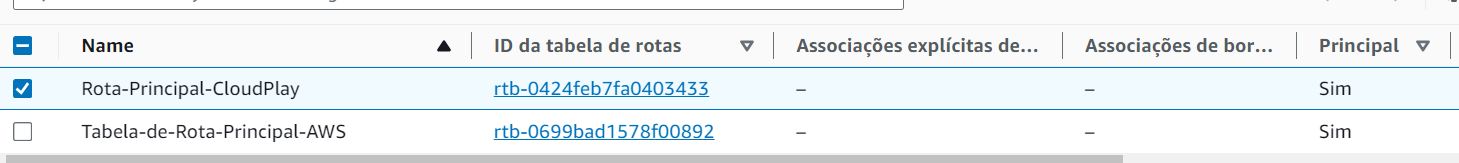 Name ID da tabela de rotas Associações explícitas de... Associações de bor... Principal
Rota-Principal-CloudPlay rtb-0424feb7fa0403433 – – Sim
Tabela-de-Rota-Principal-AWS rtb-0699bad1578f00892 – – Sim